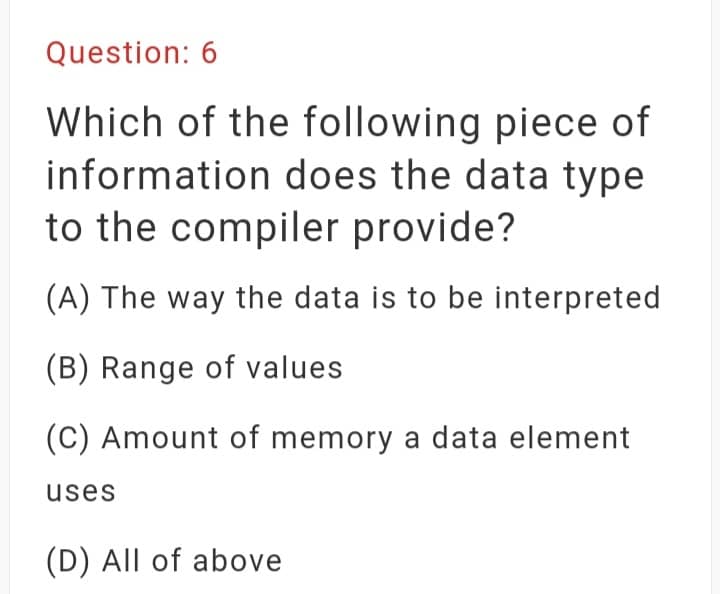 Question: 6
Which of the following piece of
information does the data type
to the compiler provide?
(A) The way the data is to be interpreted
(B) Range of values
(C) Amount of memory a data element
uses
(D) All of above